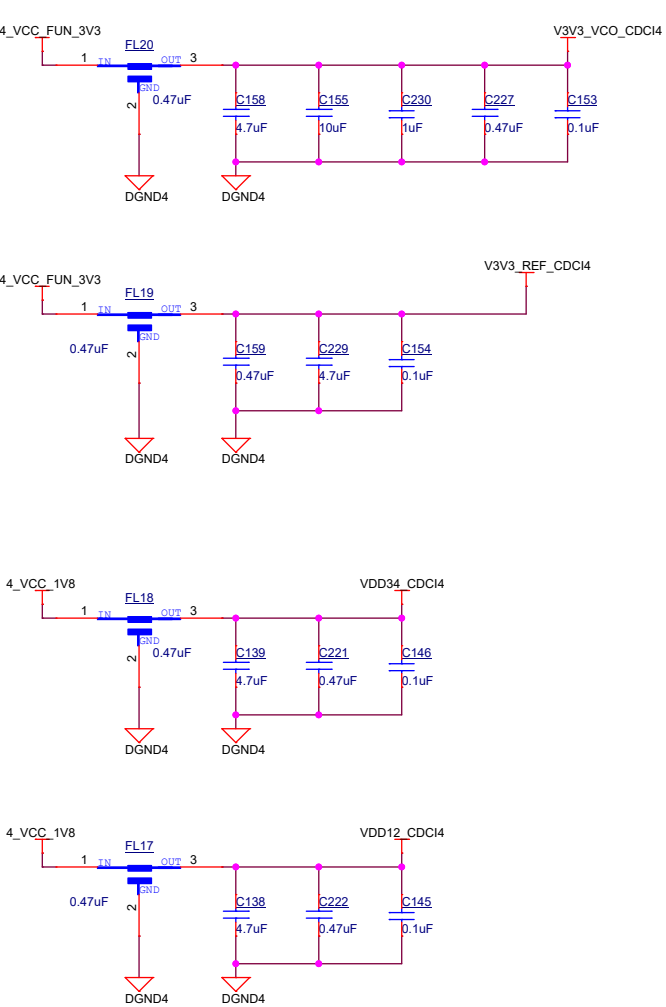 4_VCC_FUN_3V3
V3V3_VCO_CDCI4
FL20
1 IN OUT 3
GND
2
0.47uF
C158 C155 C230 C227 C153
4.7uF 10uF 1uF 0.47uF 0.1uF
DGND4 DGND4
V3V3_REF_CDCI4
4_VCC_FUN_3V3
FL19
1 IN OUT 3
GND
2
0.47uF
C159 C229 C154
0.47uF 4.7uF 0.1uF
DGND4 DGND4
4_VCC_1V8 VDD34_CDCI4
FL18
1 IN OUT 3
GND
2
0.47uF
C139 C221 C146
4.7uF 0.47uF 0.1uF
DGND4 DGND4
4_VCC_1V8 VDD12_CDCI4
FL17
1 IN OUT 3
GND
2
0.47uF
C138 C222 C145
4.7uF 0.47uF 0.1uF
DGND4 DGND4